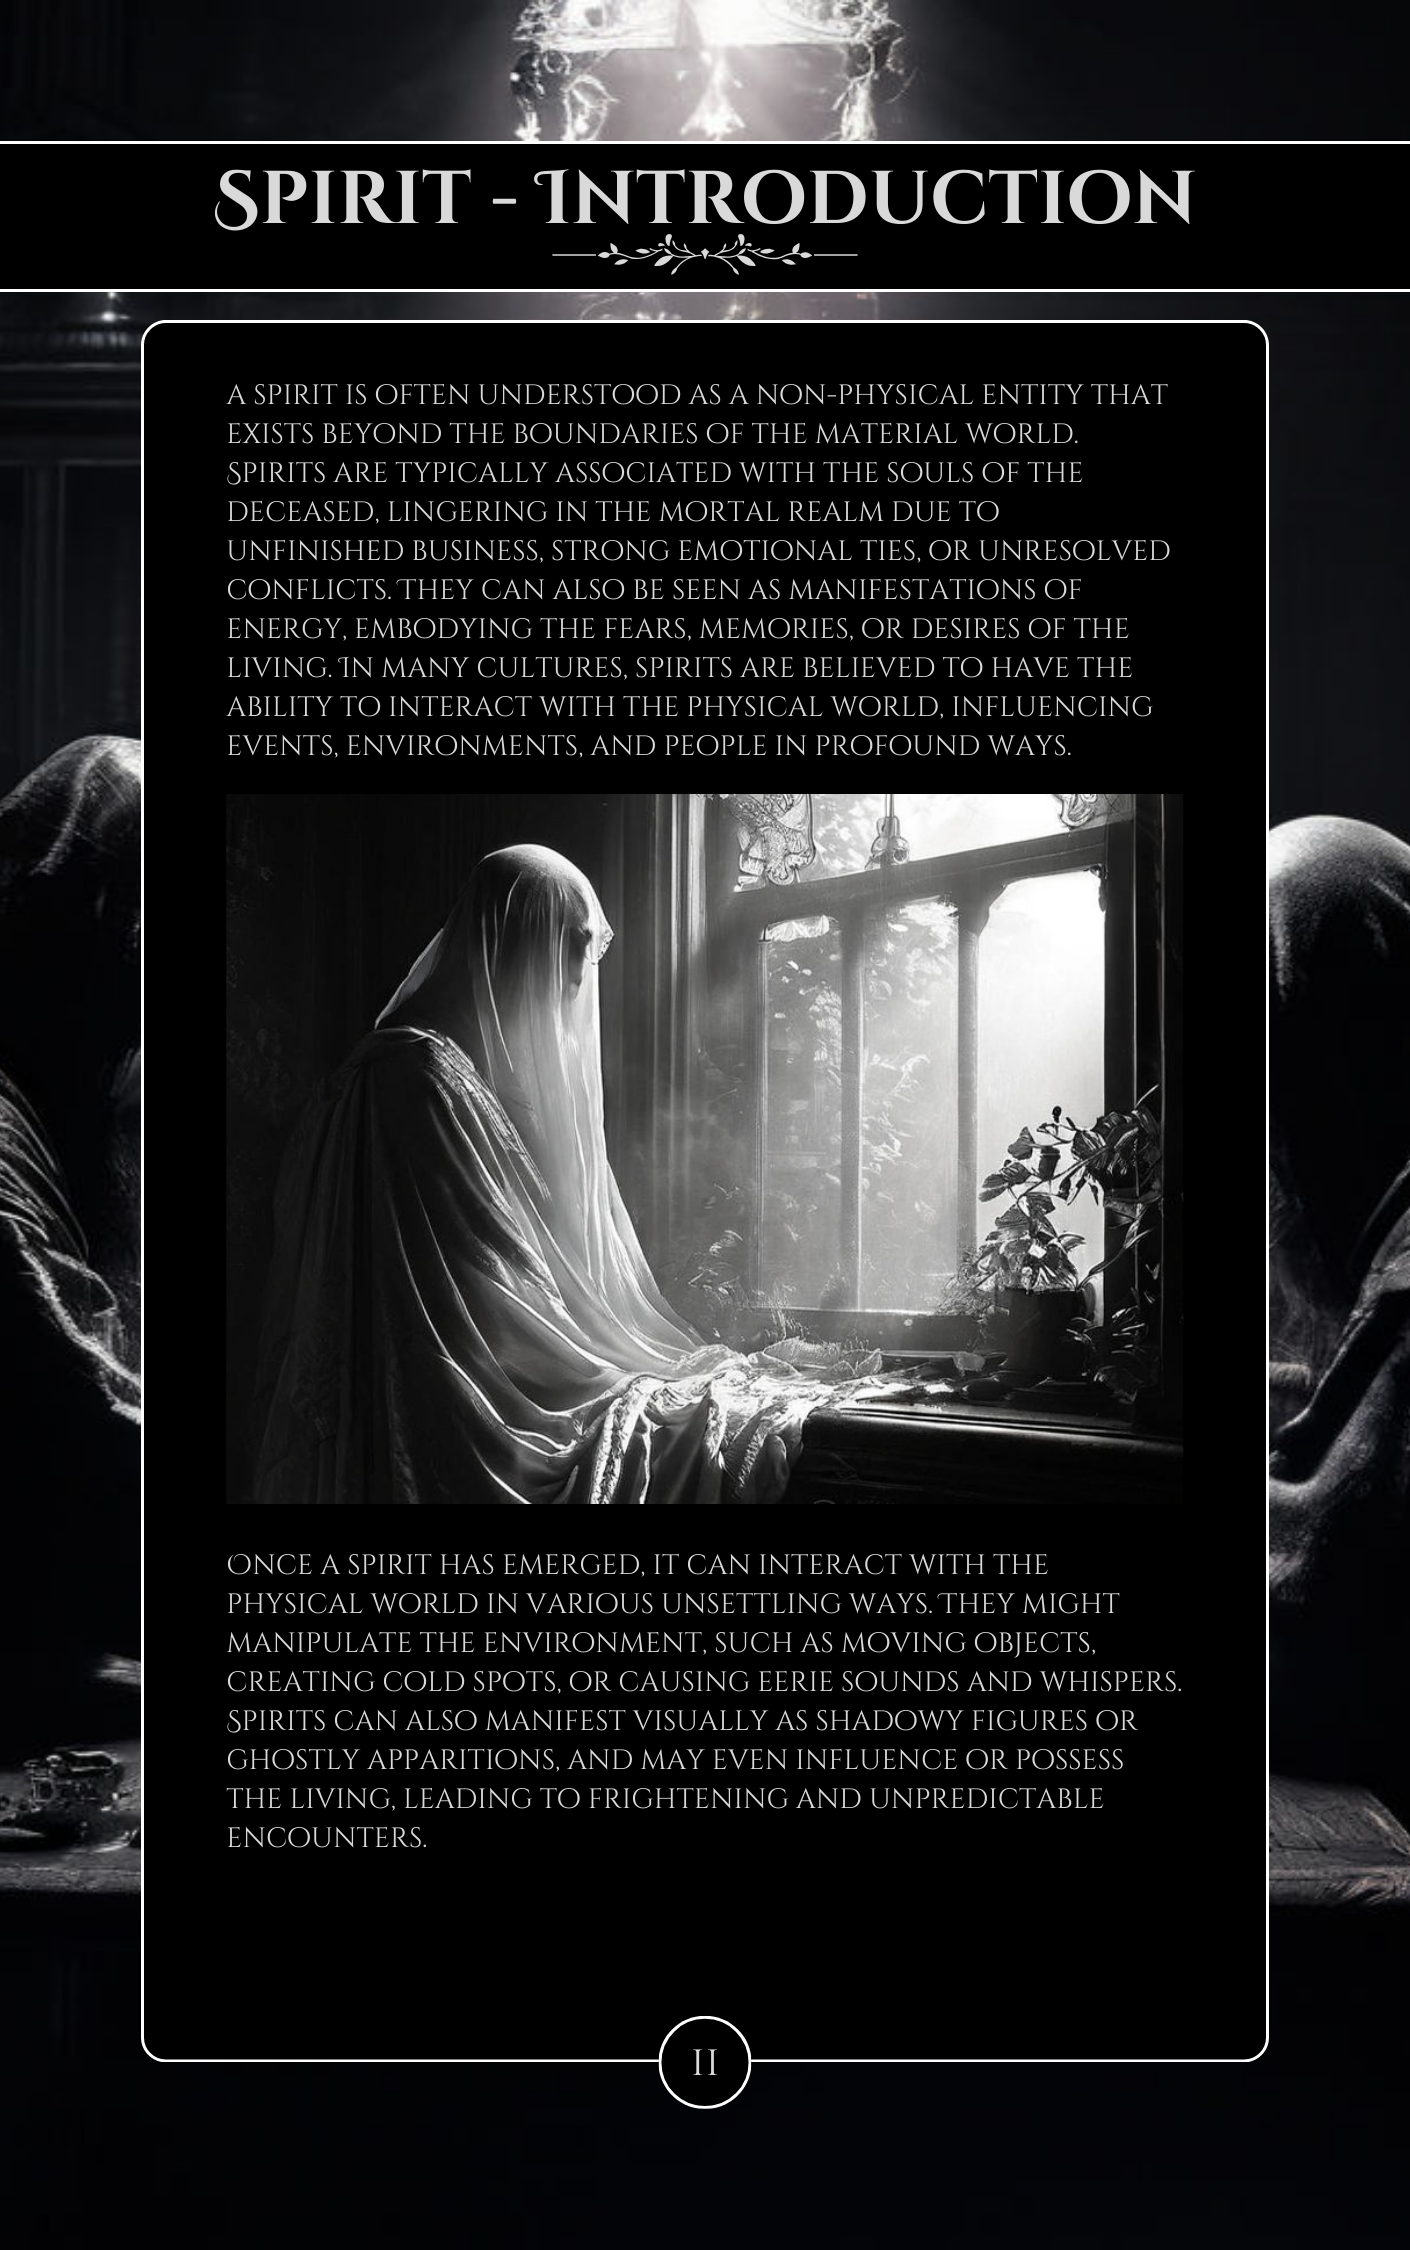 Spirit - Introduction
A spirit is often understood as a non-physical entity that
exists beyond the boundaries of the material world.
Spirits are typically associated with the souls of the
deceased, lingering in the mortal realm due to
unfinished business, strong emotional ties, or unresolved
conflicts. They can also be seen as manifestations of
energy, embodying the fears, memories, or desires of the
living. In many cultures, spirits are believed to have the
ability to interact with the physical world, influencing
events, environments, and people in profound ways.
Once a spirit has emerged, it can interact with the
physical world in various unsettling ways. They might
manipulate the environment, such as moving objects,
creating cold spots, or causing eerie sounds and whispers.
Spirits can also manifest visually as shadowy figures or
ghostly apparitions, and may even influence or possess
the living, leading to frightening and unpredictable
encounters.
II